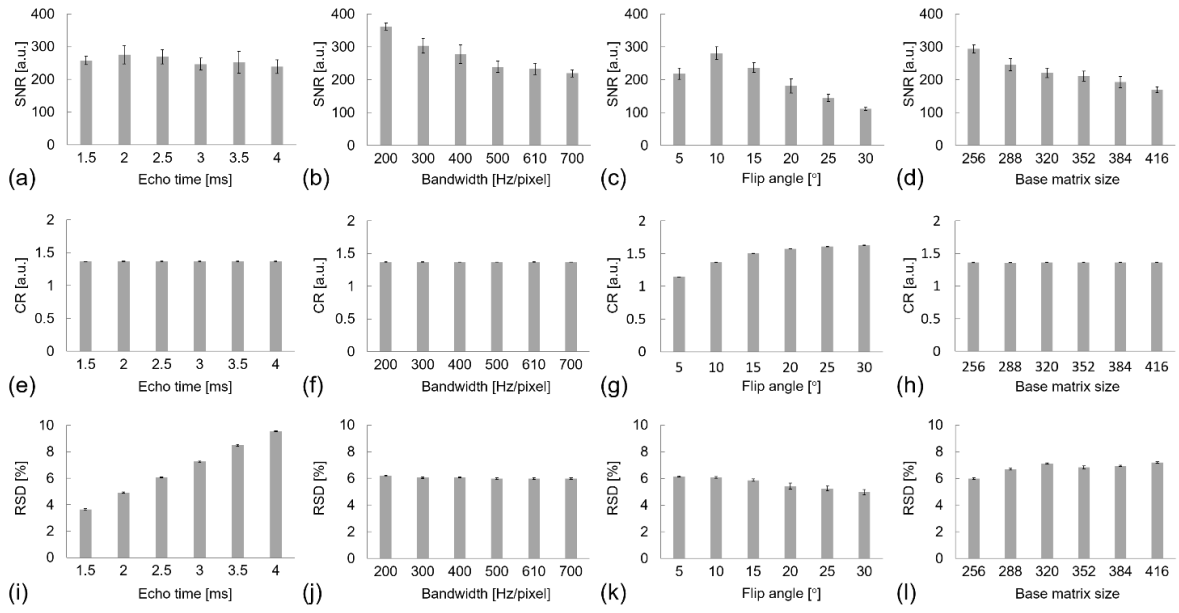 SNR [a.u.]
400
300
200
100
0
1.5 2 2.5 3 3.5 4
(a) Echo time [ms]
SNR [a.u.]
400
300
200
100
0
200 300 400 500 610 700
(b) Bandwidth [Hz/pixel]
SNR [a.u.]
400
300
200
100
0
5 10 15 20 25 30
(c) Flip angle [°]
SNR [a.u.]
400
300
200
100
0
256 288 320 352 384 416
(d) Base matrix size
CR [a.u.]
2
1.5
1
0.5
0
1.5 2 2.5 3 3.5 4
(e) Echo time [ms]
CR [a.u.]
2
1.5
1
0.5
0
200 300 400 500 610 700
(f) Bandwidth [Hz/pixel]
CR [a.u.]
2
1.5
1
0.5
0
5 10 15 20 25 30
(g) Flip angle [°]
CR [a.u.]
2
1.5
1
0.5
0
256 288 320 352 384 416
(h) Base matrix size
RSD [%]
10
8
6
4
2
0
1.5 2 2.5 3 3.5 4
(i) Echo time [ms]
RSD [%]
10
8
6
4
2
0
200 300 400 500 610 700
(j) Bandwidth [Hz/pixel]
RSD [%]
10
8
6
4
2
0
5 10 15 20 25 30
(k) Flip angle [°]
RSD [%]
10
8
6
4
2
0
256 288 320 352 384 416
(l) Base matrix size